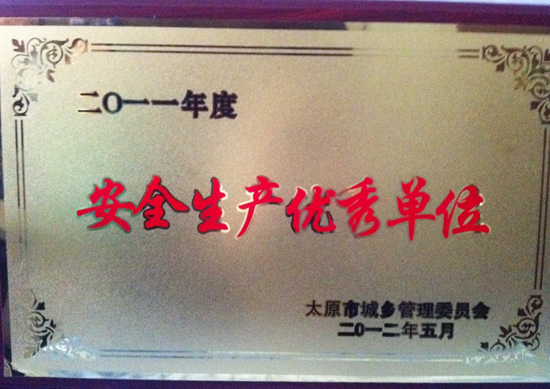 二〇一一年度
安全生产优秀单位
太原市城乡管理委员会
二〇一二年五月